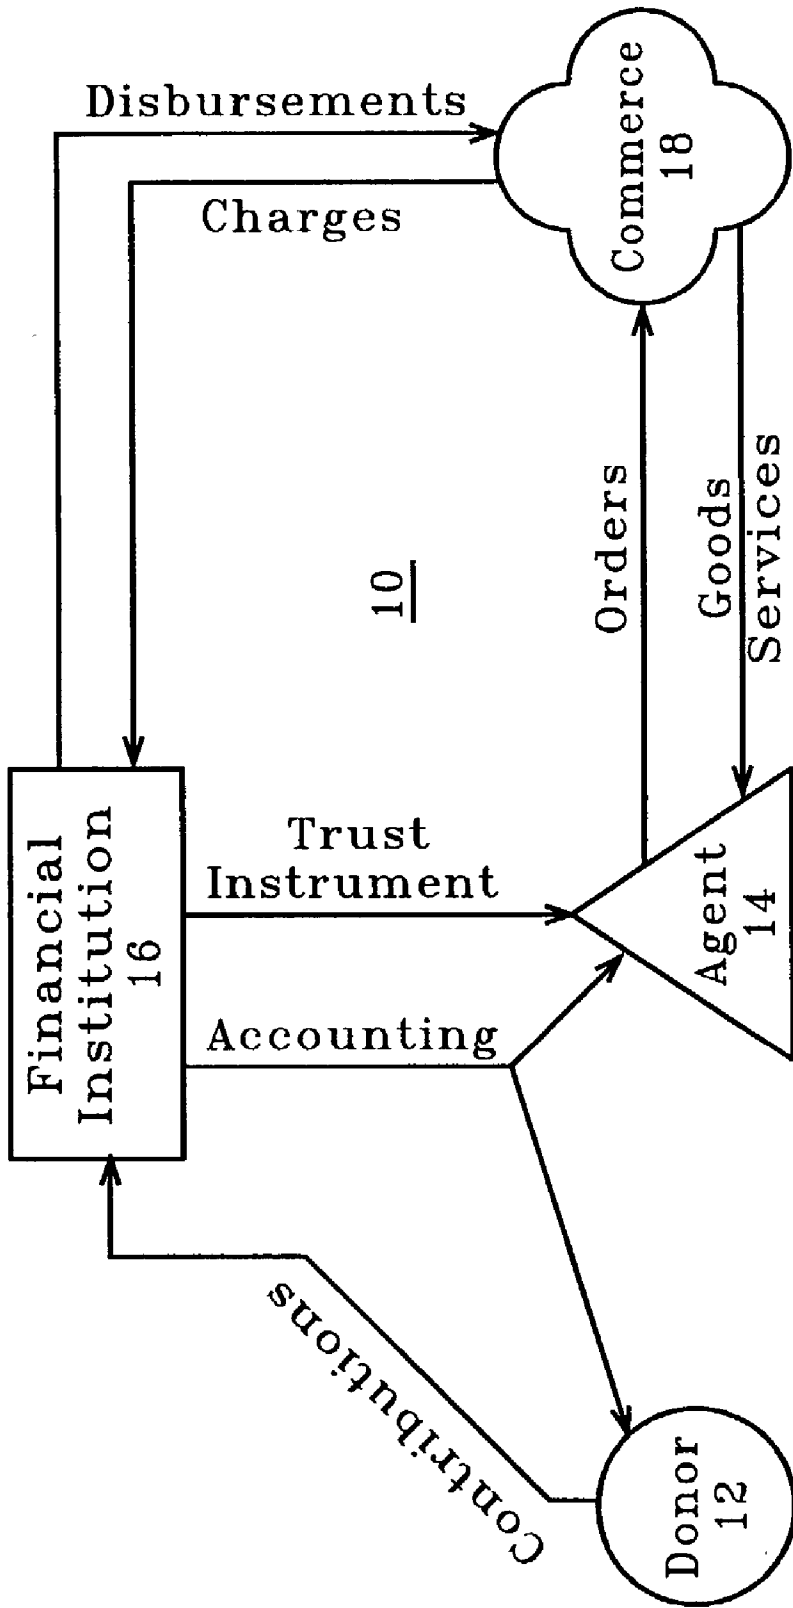 Financial
Institution
16
Disbursements
Charges
Trust
Instrument
Accounting
Contributions
10
Orders
Goods
Services
Commerce
18
Agent
14
Donor
12